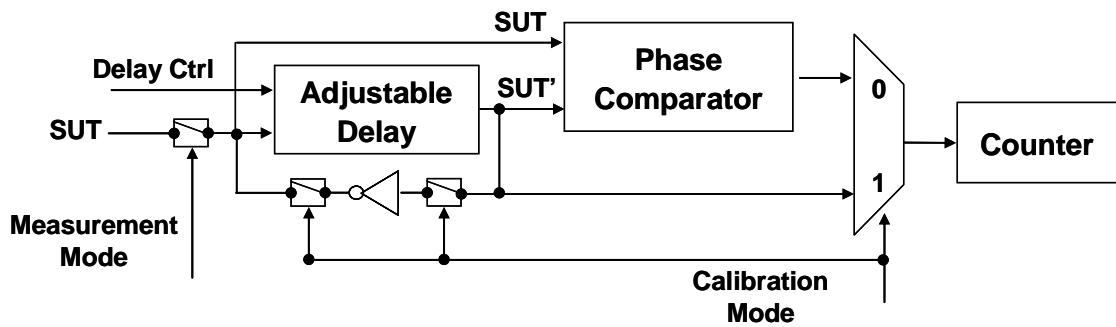 SUT
Phase
Comparator
Delay Ctrl
Adjustable
Delay
SUT’
0
SUT
Counter
1
Measurement
Mode
Calibration
Mode